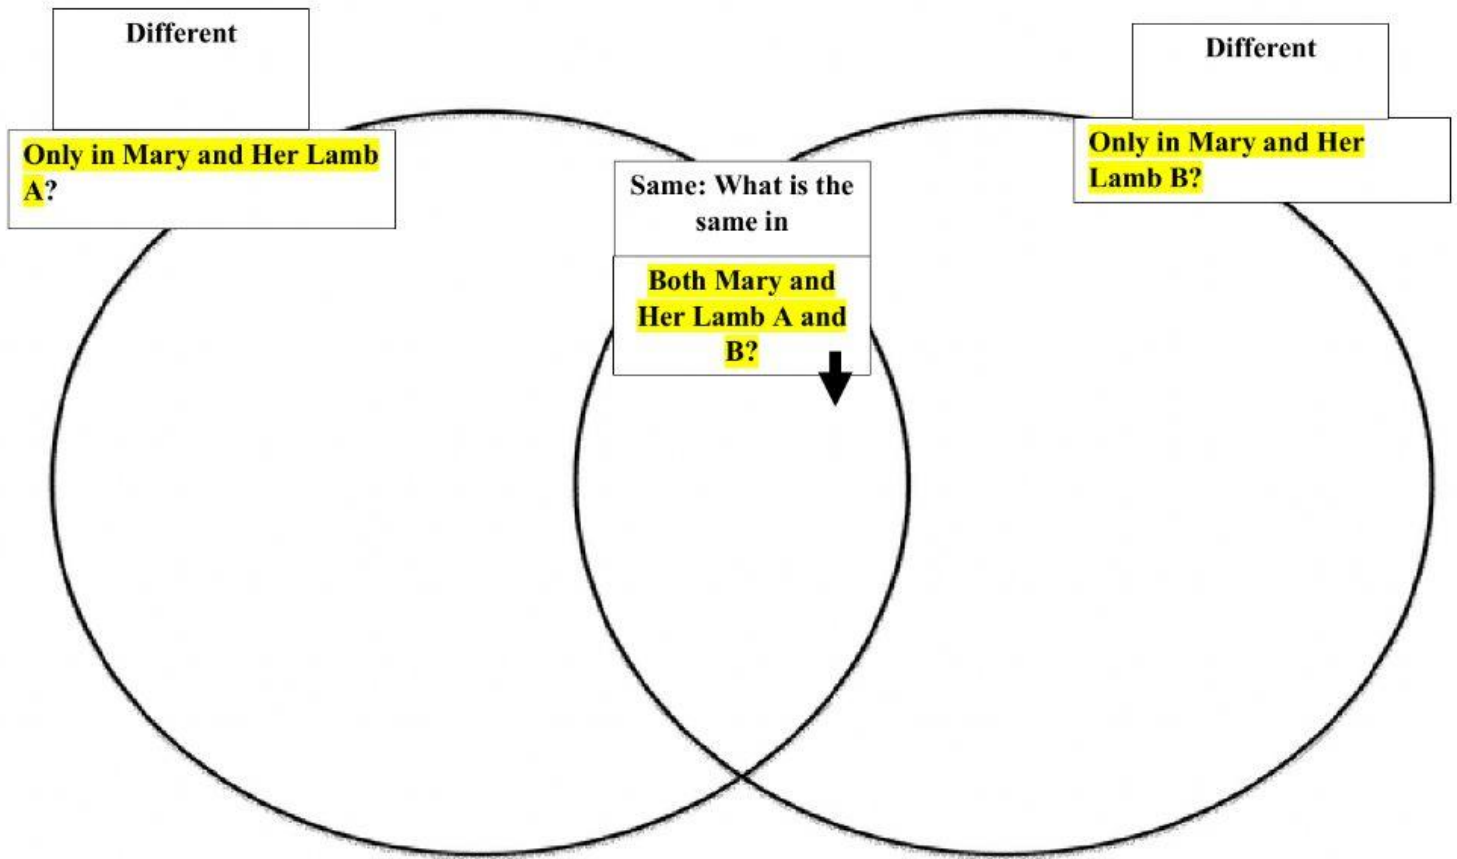 Different
Only in Mary and Her Lamb
A?
Same: What is the
same in
Both Mary and
Her Lamb A and
B?
Different
Only in Mary and Her
Lamb B?